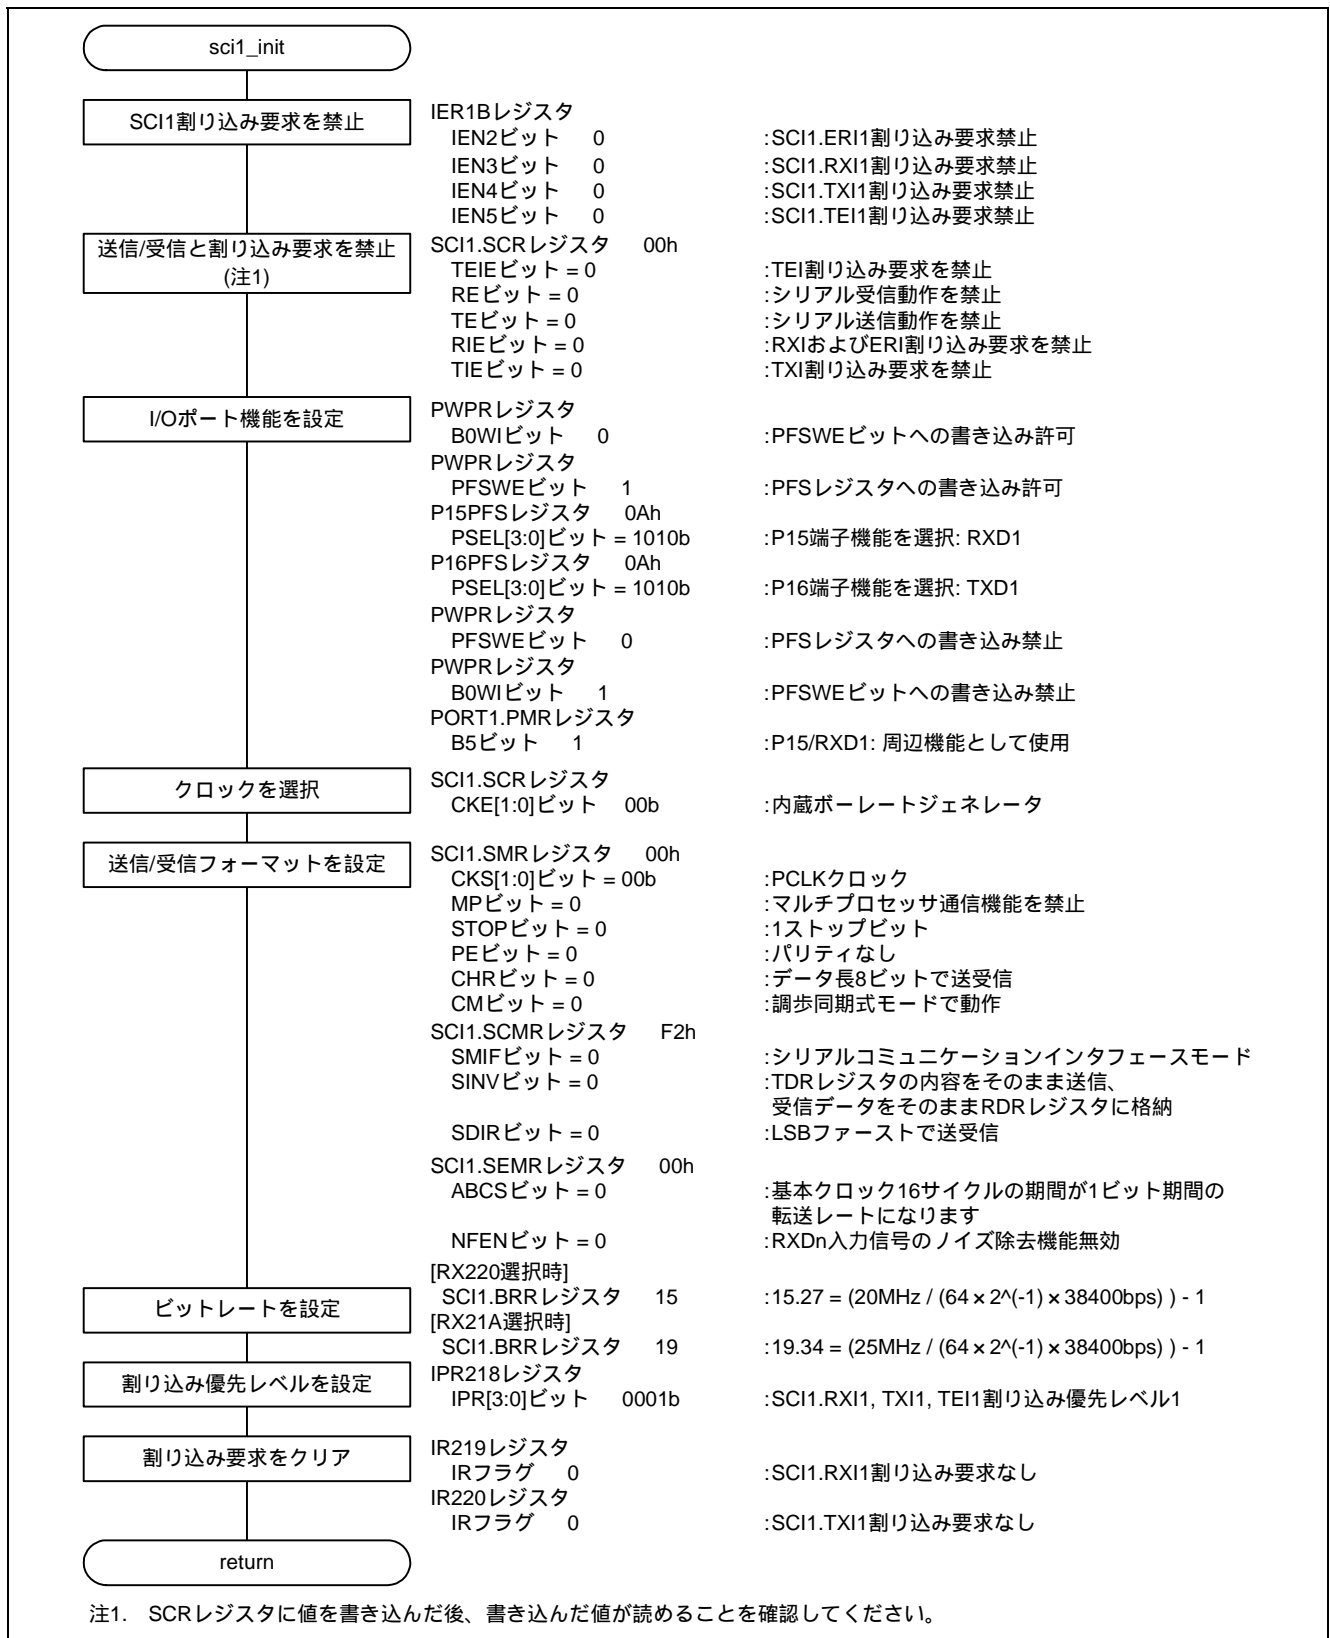 sci1_init
SCI1割り込み要求を禁止
IER1Bレジスタ
IEN2ビット 0 :SCI1.ERI1割り込み要求禁止
IEN3ビット 0 :SCI1.RXI1割り込み要求禁止
IEN4ビット 0 :SCI1.TXI1割り込み要求禁止
IEN5ビット 0 :SCI1.TEI1割り込み要求禁止
送信/受信と割り込み要求を禁止
(注1)
SCI1.SCRレジスタ 00h
TEIEビット = 0 :TEI割り込み要求を禁止
REビット = 0 :シリアル受信動作を禁止
TEビット = 0 :シリアル送信動作を禁止
RIEビット = 0 :RXIおよびERI割り込み要求を禁止
TIEビット = 0 :TXI割り込み要求を禁止
I/Oポート機能を設定
PWPRレジスタ
B0WIビット 0 :PFSWEビットへの書き込み許可
PWPRレジスタ
PFSWEビット 1 :PFSレジスタへの書き込み許可
P15PFSレジスタ 0Ah
PSEL[3:0]ビット = 1010b :P15端子機能を選択: RXD1
P16PFSレジスタ 0Ah
PSEL[3:0]ビット = 1010b :P16端子機能を選択: TXD1
PWPRレジスタ
PFSWEビット 0 :PFSレジスタへの書き込み禁止
PWPRレジスタ
B0WIビット 1 :PFSWEビットへの書き込み禁止
PORT1.PMRレジスタ
B5ビット 1 :P15/RXD1: 周辺機能として使用
クロックを選択
SCI1.SCRレジスタ
CKE[1:0]ビット 00b :内蔵ボーレートジェネレータ
送信/受信フォーマットを設定
SCI1.SMRレジスタ 00h
CKS[1:0]ビット = 00b :PCLKクロック
MPビット = 0 :マルチプロセッサ通信機能を禁止
STOPビット = 0 :1ストップビット
PEビット = 0 :パリティなし
CHRビット = 0 :データ長8ビットで送受信
CMビット = 0 :調歩同期式モードで動作
SCI1.SCMRレジスタ F2h
SMIFビット = 0 :シリアルコミュニケーションインタフェースモード
SINVビット = 0 :TDRレジスタの内容をそのまま送信、
受信データをそのままRDRレジスタに格納
SDIRビット = 0 :LSBファーストで送受信
SCI1.SEMRレジスタ 00h
ABCSビット = 0 :基本クロック16サイクルの期間が1ビット期間の
転送レートになります
NFENビット = 0 :RXDn入力信号のノイズ除去機能無効
ビットレートを設定
[RX220選択時]
SCI1.BRRレジスタ 15 :15.27 = (20MHz / (64 × 2^(-1) × 38400bps) ) - 1
[RX21A選択時]
SCI1.BRRレジスタ 19 :19.34 = (25MHz / (64 × 2^(-1) × 38400bps) ) - 1
割り込み優先レベルを設定
IPR218レジスタ
IPR[3:0]ビット 0001b :SCI1.RXI1, TXI1, TEI1割り込み優先レベル1
割り込み要求をクリア
IR219レジスタ
IRフラグ 0 :SCI1.RXI1割り込み要求なし
IR220レジスタ
IRフラグ 0 :SCI1.TXI1割り込み要求なし
return
注1. SCRレジスタに値を書き込んだ後、書き込んだ値が読めることを確認してください。